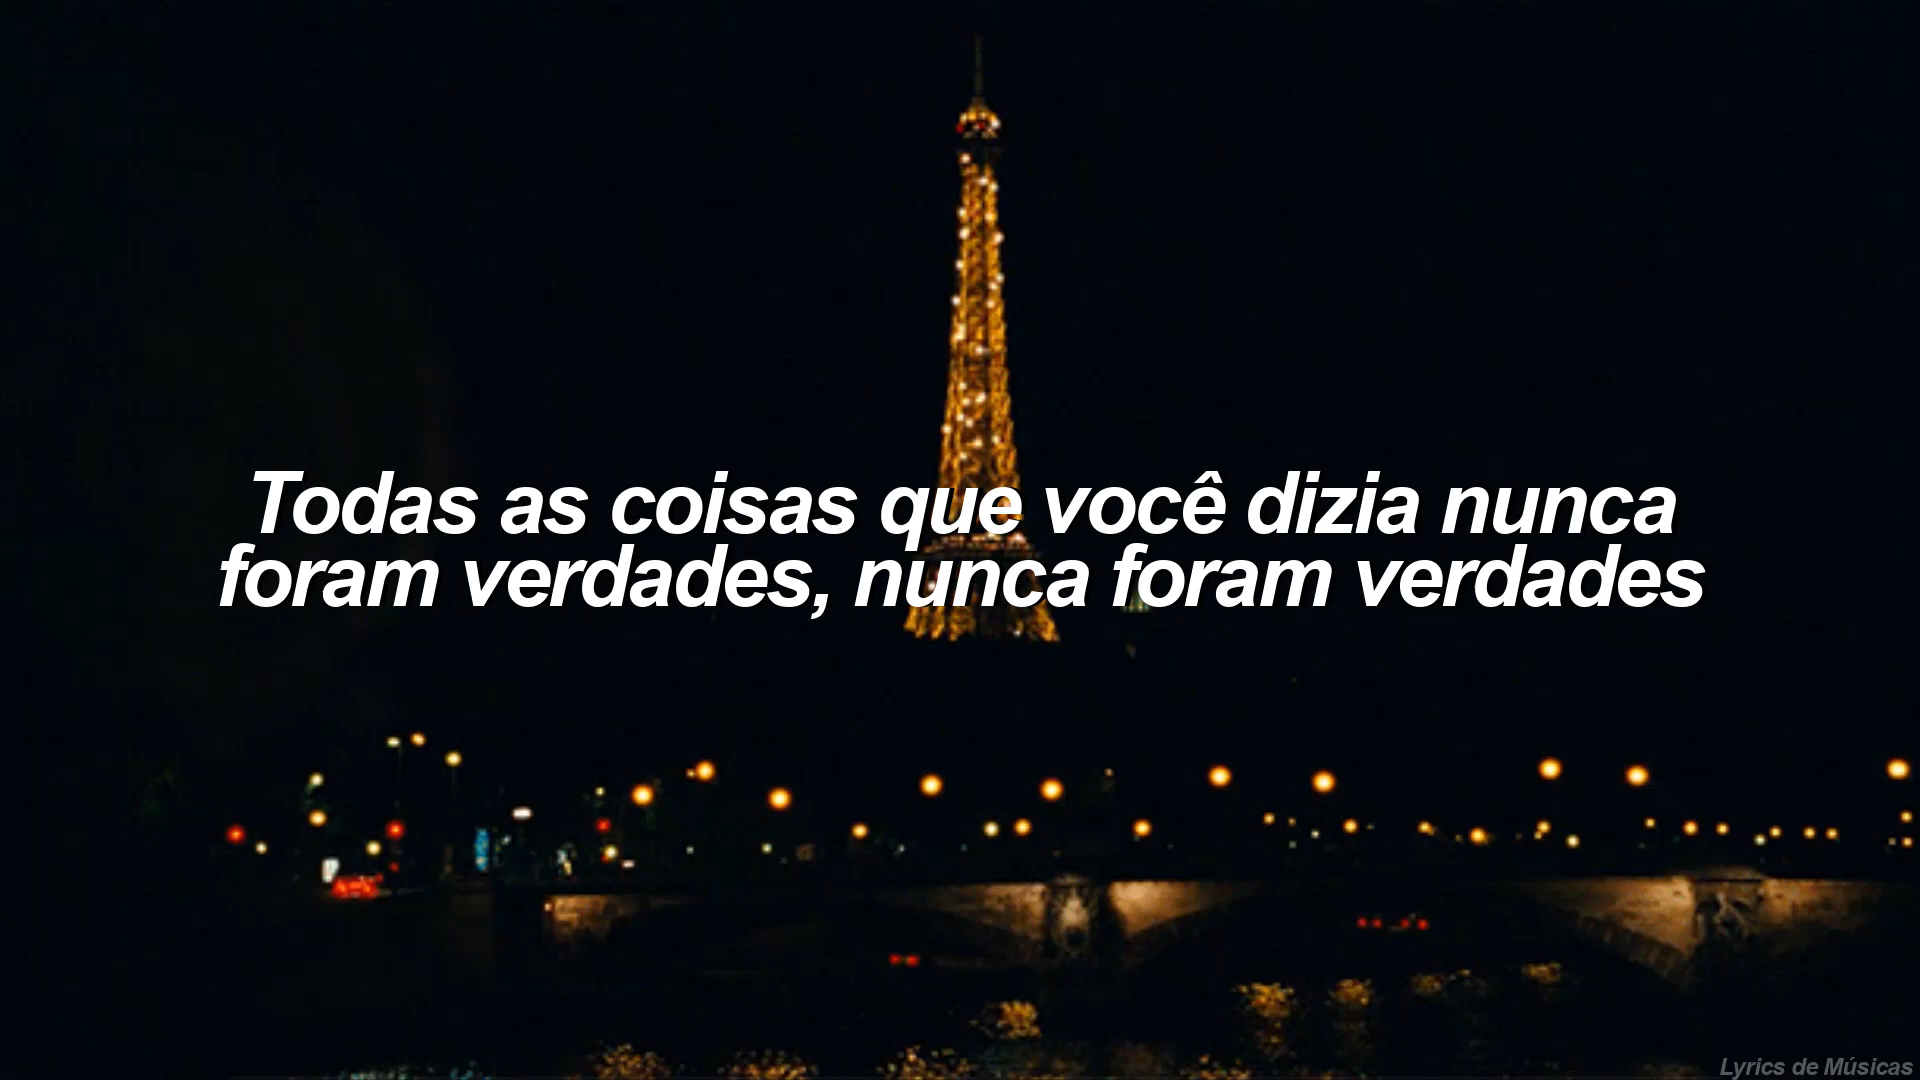 Todas as coisas que você dizia nunca
foram verdades, nunca foram verdades
Lyrics de Músicas